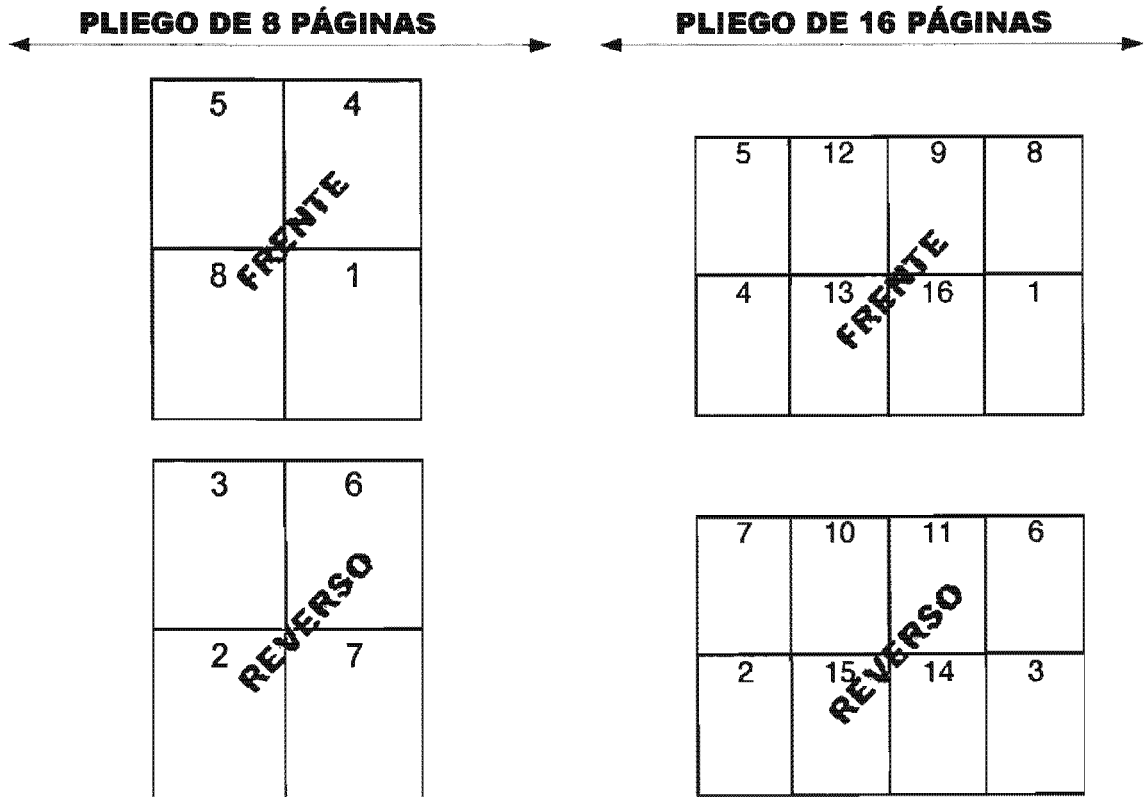 PLIEGO DE 8 PÁGINAS
5 4
FRENTE
8 1
3 6
REVERSO
2 7
PLIEGO DE 16 PÁGINAS
5 12 9 8
FRENTE
4 13 16 1
7 10 11 6
REVERSO
2 15 14 3